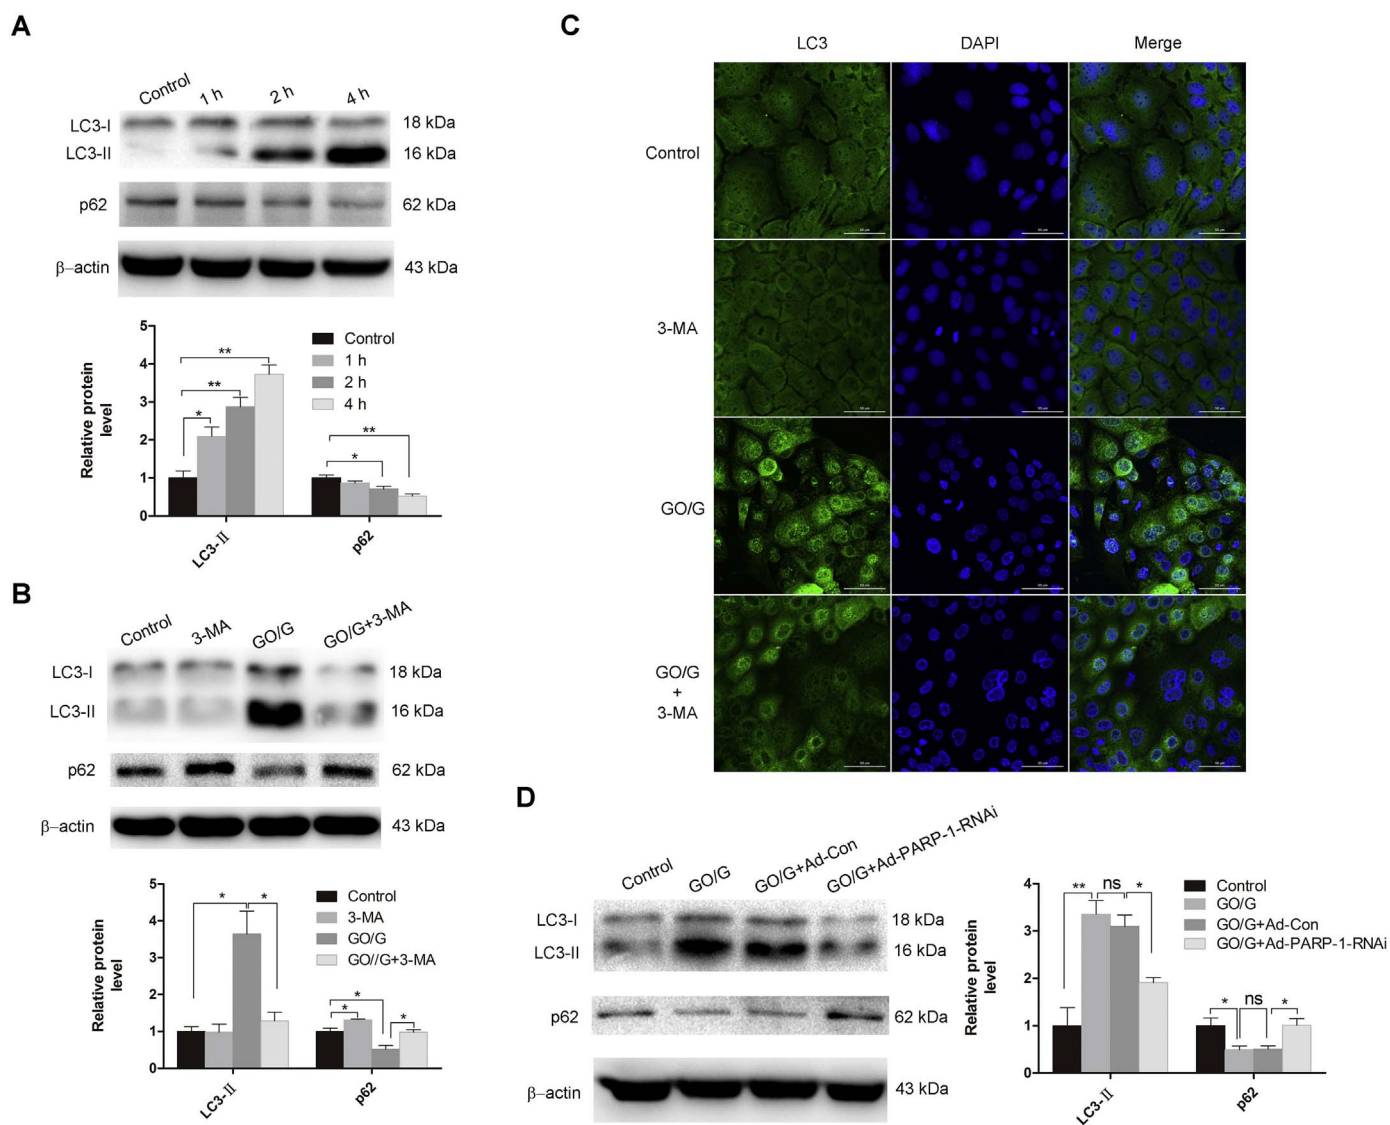 A
Control
1 h
2 h
4 h
LC3-I
18 kDa
LC3-II
16 kDa
p62
62 kDa
β-actin
43 kDa
Relative protein
level
5
4
3
2
1
0
**
**
*
**
*
Control
1 h
2 h
4 h
LC3-II
p62
B
Control
3-MA
GO/G
GO/G+3-MA
LC3-I
18 kDa
LC3-II
16 kDa
p62
62 kDa
β-actin
43 kDa
Relative protein
level
5
4
3
2
1
0
*
*
*
*
*
Control
3-MA
GO/G
GO//G+3-MA
LC3-II
p62
C
LC3
DAPI
Merge
Control
3-MA
GO/G
GO/G
+
3-MA
D
Control
GO/G
GO/G+Ad-Con
GO/G+Ad-PARP-1-RNAi
LC3-I
18 kDa
LC3-II
16 kDa
p62
62 kDa
β-actin
43 kDa
Relative protein
level
4
3
2
1
0
**
ns
*
*
ns
*
Control
GO/G
GO/G+Ad-Con
GO/G+Ad-PARP-1-RNAi
LC3-II
p62